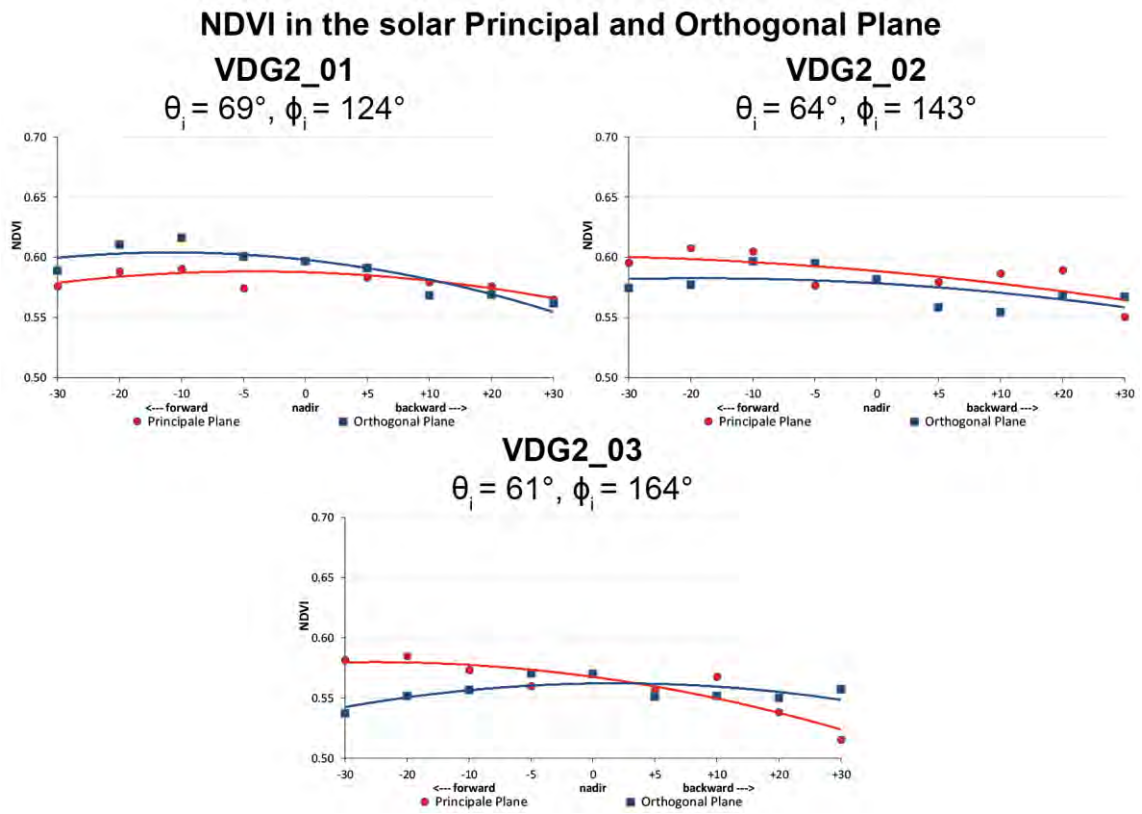 NDVI in the solar Principal and Orthogonal Plane
VDG2_01
θi = 69°, ϕi = 124°
0.70
0.65
0.60
0.55
0.50
NDVI
-30 -20 -10 -5 0 +5 +10 +20 +30
<--- forward nadir backward --->
Principale Plane Orthogonal Plane
VDG2_02
θi = 64°, ϕi = 143°
0.70
0.65
0.60
0.55
0.50
NDVI
-30 -20 -10 -5 0 +5 +10 +20 +30
<--- forward nadir backward --->
Principale Plane Orthogonal Plane
VDG2_03
θi = 61°, ϕi = 164°
0.70
0.65
0.60
0.55
0.50
NDVI
-30 -20 -10 -5 0 +5 +10 +20 +30
<--- forward nadir backward --->
Principale Plane Orthogonal Plane